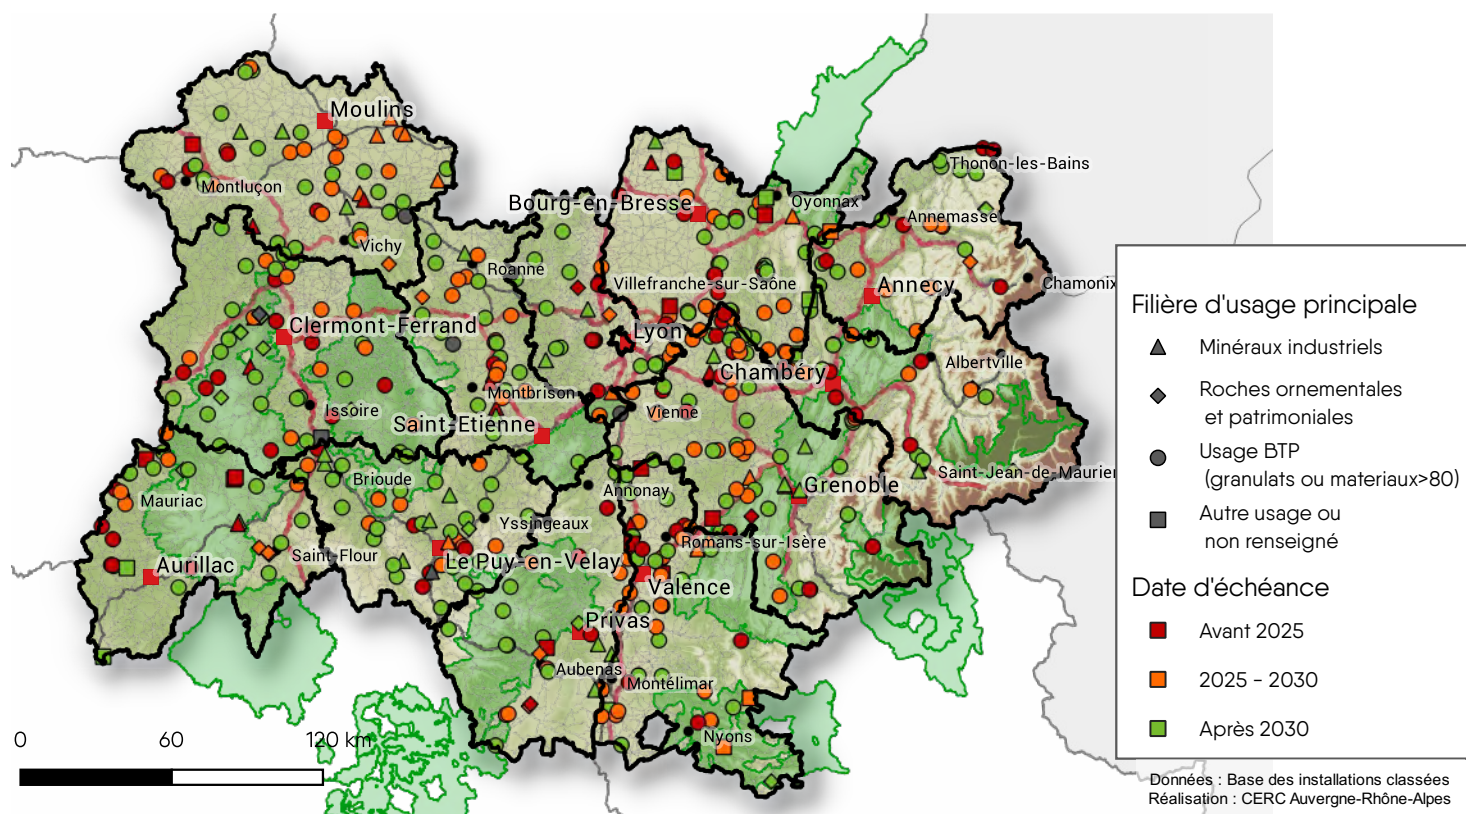 Moulins
Montluçon
Vichy
Bourg-en-Bresse
Oyonnax
Thonon-les-Bains
Annemasse
Roanne
Villefranche-sur-Saône
Annecy
Chamonix
Clermont-Ferrand
Lyon
Chambéry
Albertville
Montbrison
Issoire
Saint-Etienne
Vienne
Mauriac
Brioude
Annonay
Grenoble
Saint-Jean-de-Maurier
Yssingeaux
Saint-Flour
Romans-sur-Isère
Aurillac
Le Puy-en-Velay
Valence
Privas
Aubenas
Montélimar
Nyons
0 60 120 km
Filière d'usage principale
Minéraux industriels
Roches ornementales
et patrimoniales
Usage BTP
(granulats ou materiaux>80)
Autre usage ou
non renseigné
Date d'échéance
Avant 2025
2025 - 2030
Après 2030
Données : Base des installations classées
Réalisation : CERC Auvergne-Rhône-Alpes